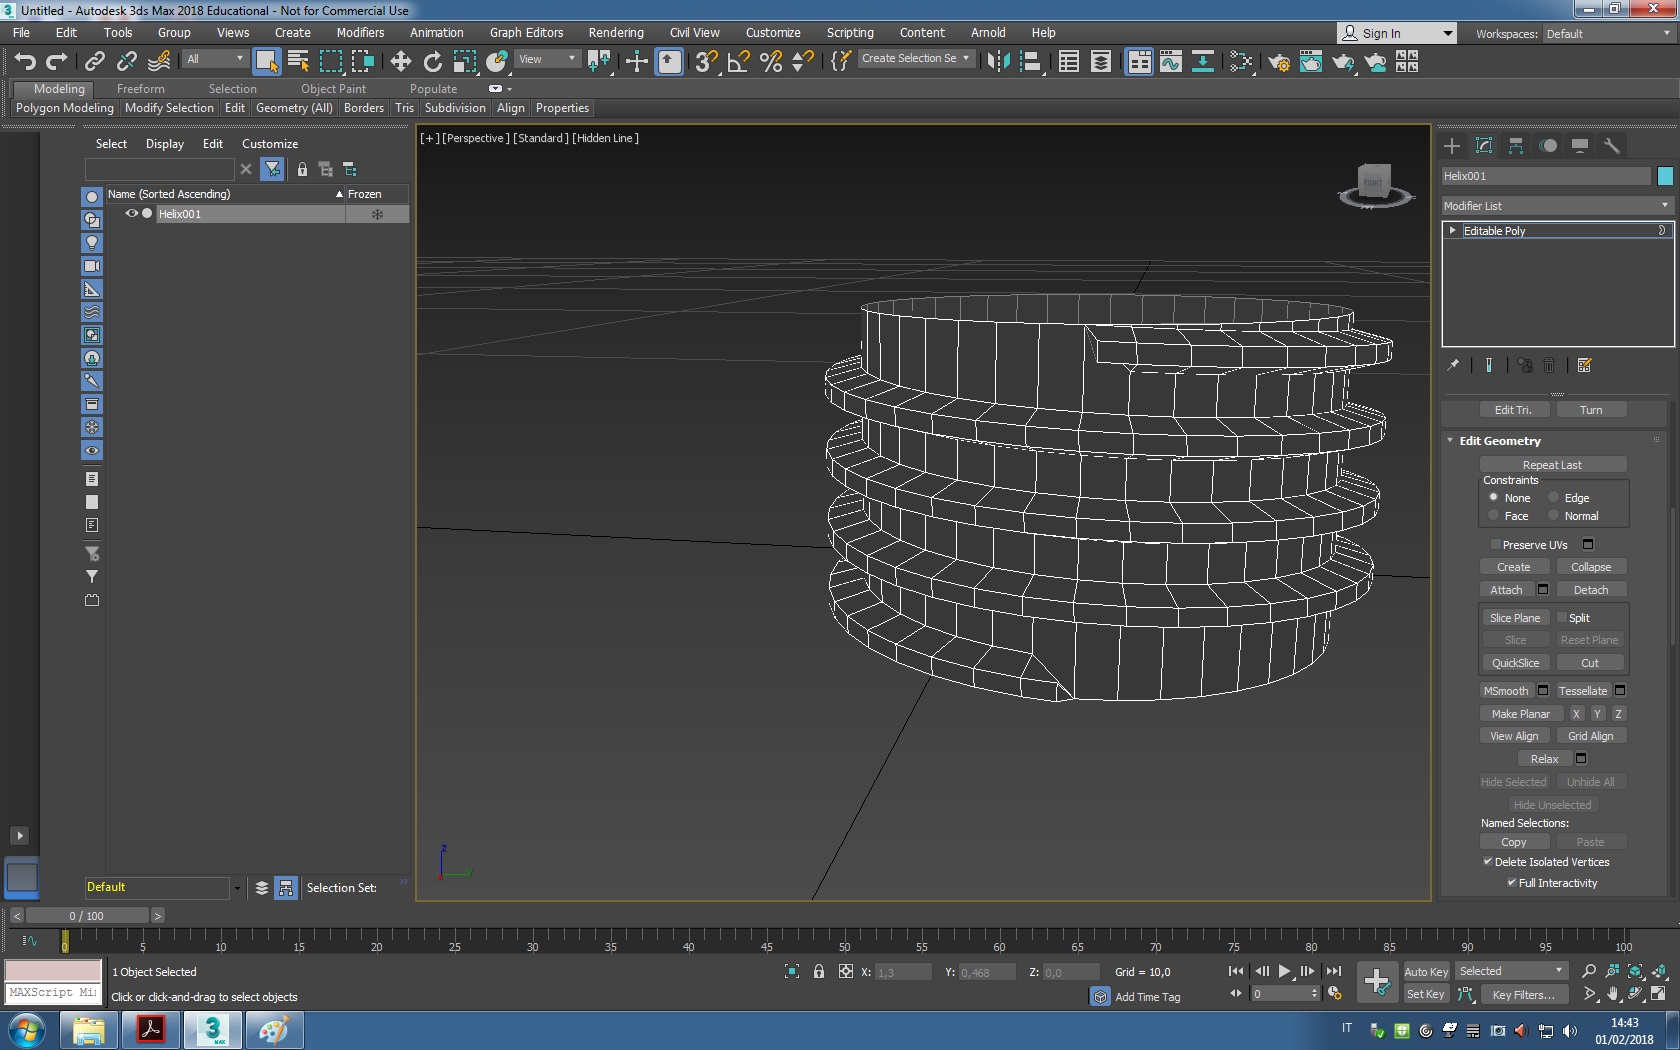 Untitled - Autodesk 3ds Max 2018 Educational - Not for Commercial Use
File Edit Tools Group Views Create Modifiers Animation Graph Editors Rendering Civil View Customize Scripting Content Arnold Help
Sign In
Workspaces: Default
All
View
Create Selection Se
Modeling Freeform Selection Object Paint Populate
Polygon Modeling Modify Selection Edit Geometry (All) Borders Tris Subdivision Align Properties
Select Display Edit Customize
Name (Sorted Ascending) Frozen
Helix001
[+] [Perspective] [Standard] [Hidden Line]
RIGHT
z
y
Helix001
Modifier List
Editable Poly
Edit Tri. Turn
Edit Geometry
Repeat Last
Constraints
None Edge
Face Normal
Preserve UVs
Create Collapse
Attach Detach
Slice Plane Split
Slice Reset Plane
QuickSlice Cut
MSmooth Tessellate
Make Planar X Y Z
View Align Grid Align
Relax
Hide Selected Unhide All
Hide Unselected
Named Selections:
Copy Paste
Delete Isolated Vertices
Full Interactivity
Default
Selection Set:
< 0 / 100 >
0 5 10 15 20 25 30 35 40 45 50 55 60 65 70 75 80 85 90 95 100
1 Object Selected
X: 1,3 Y: 0,468 Z: 0,0 Grid = 10,0
Auto Key Selected
MAXScript Mi
Click or click-and-drag to select objects
Add Time Tag
0
Set Key Key Filters...
3
MAX
IT
14:43
01/02/2018